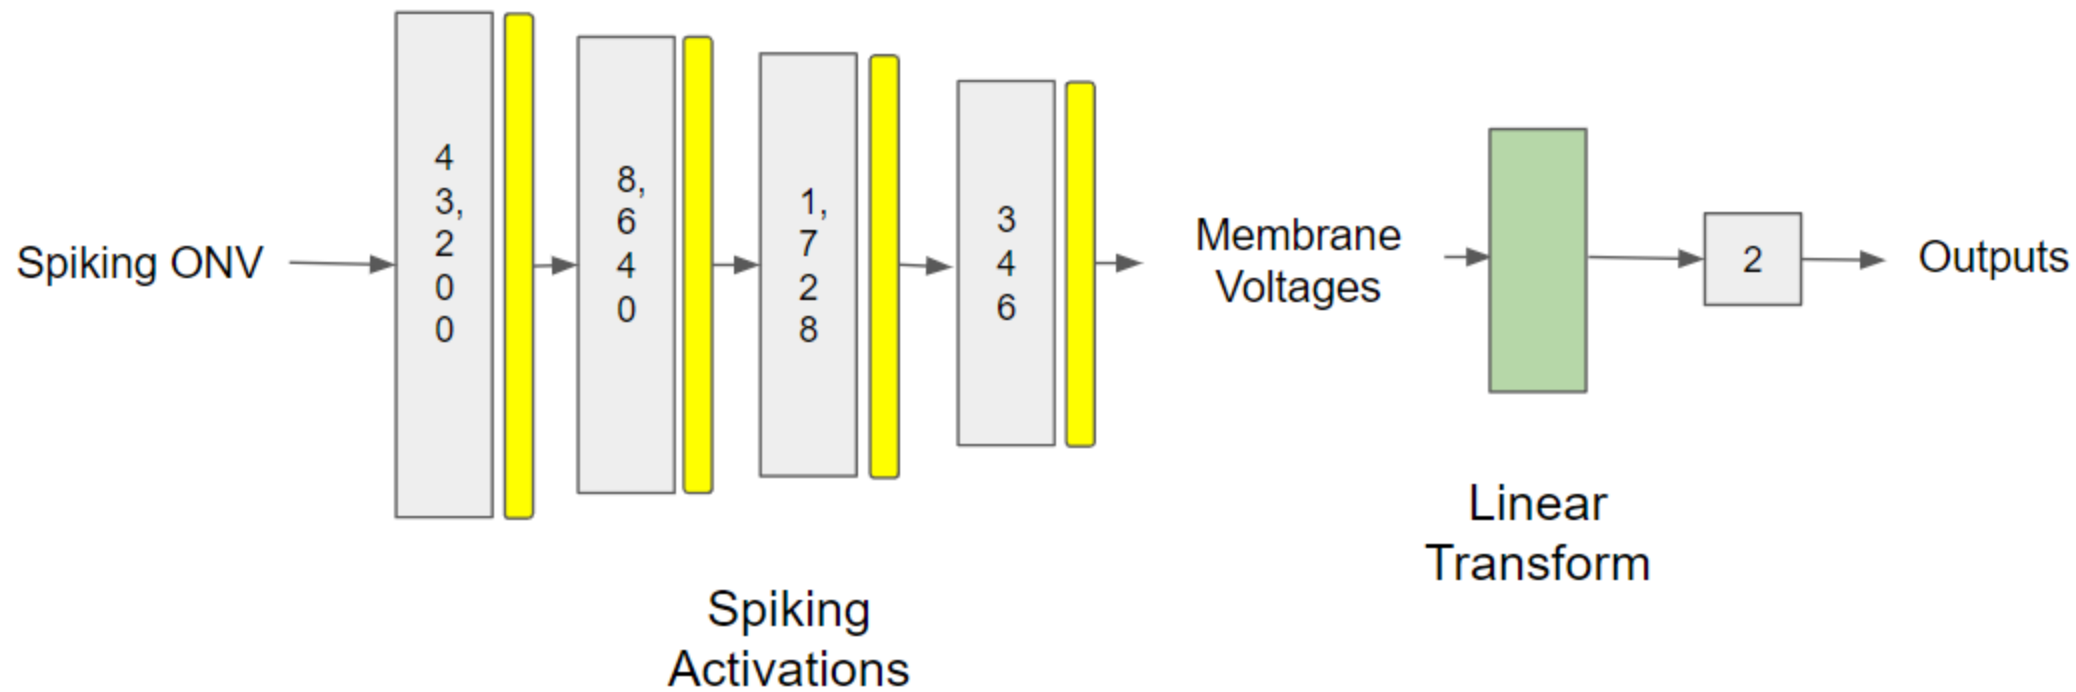 Spiking ONV
4
3,
2
0
0
8,
6
4
0
1,
7
2
8
3
4
6
Membrane
Voltages
2
Outputs
Linear
Transform
Spiking
Activations